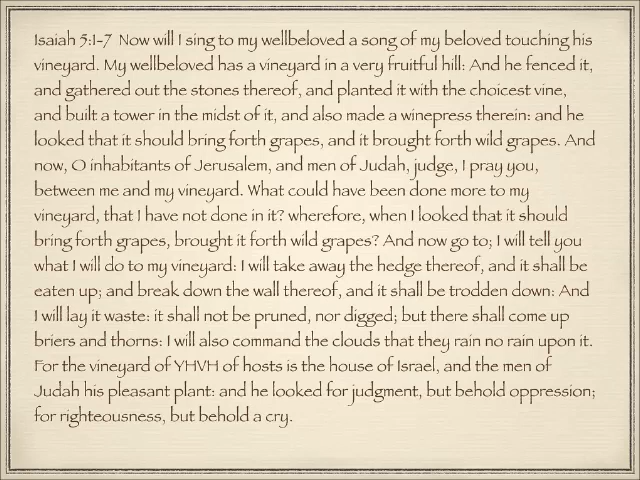 Isaiah 5:1-7  Now will I sing to my wellbeloved a song of my beloved touching his
vineyard. My wellbeloved has a vineyard in a very fruitful hill: And he fenced it,
and gathered out the stones thereof, and planted it with the choicest vine,
and built a tower in the midst of it, and also made a winepress therein: and he
looked that it should bring forth grapes, and it brought forth wild grapes. And
now, O inhabitants of Jerusalem, and men of Judah, judge, I pray you,
between me and my vineyard. What could have been done more to my
vineyard, that I have not done in it? wherefore, when I looked that it should
bring forth grapes, brought it forth wild grapes? And now go to; I will tell you
what I will do to my vineyard: I will take away the hedge thereof, and it shall be
eaten up; and break down the wall thereof, and it shall be trodden down: And
I will lay it waste: it shall not be pruned, nor digged; but there shall come up
briers and thorns: I will also command the clouds that they rain no rain upon it.
For the vineyard of YHVH of hosts is the house of Israel, and the men of
Judah his pleasant plant: and he looked for judgment, but behold oppression;
for righteousness, but behold a cry.